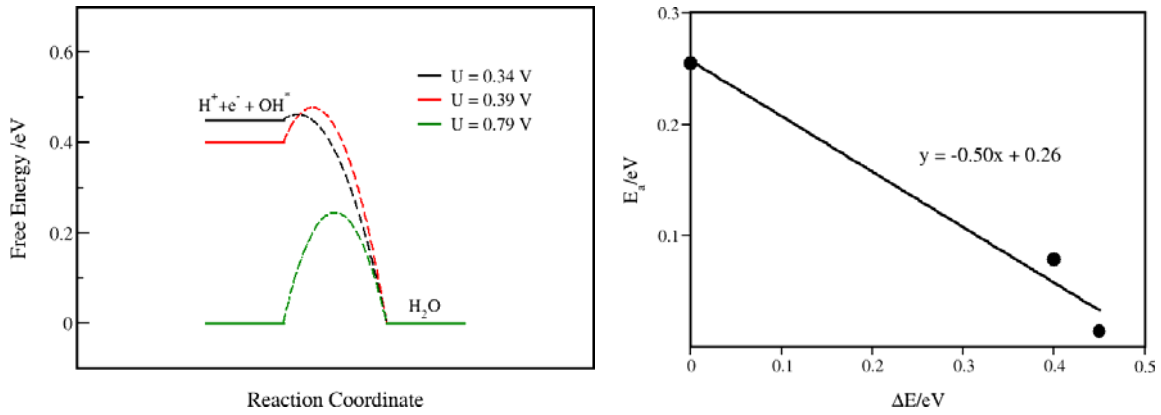 0.6
0.4
0.2
0
Free Energy /eV
H⁺+e⁻ + OH*
U = 0.34 V
U = 0.39 V
U = 0.79 V
H₂O
Reaction Coordinate
0.3
0.2
0.1
Eₐ/eV
y = -0.50x + 0.26
0 0.1 0.2 0.3 0.4 0.5
ΔE/eV